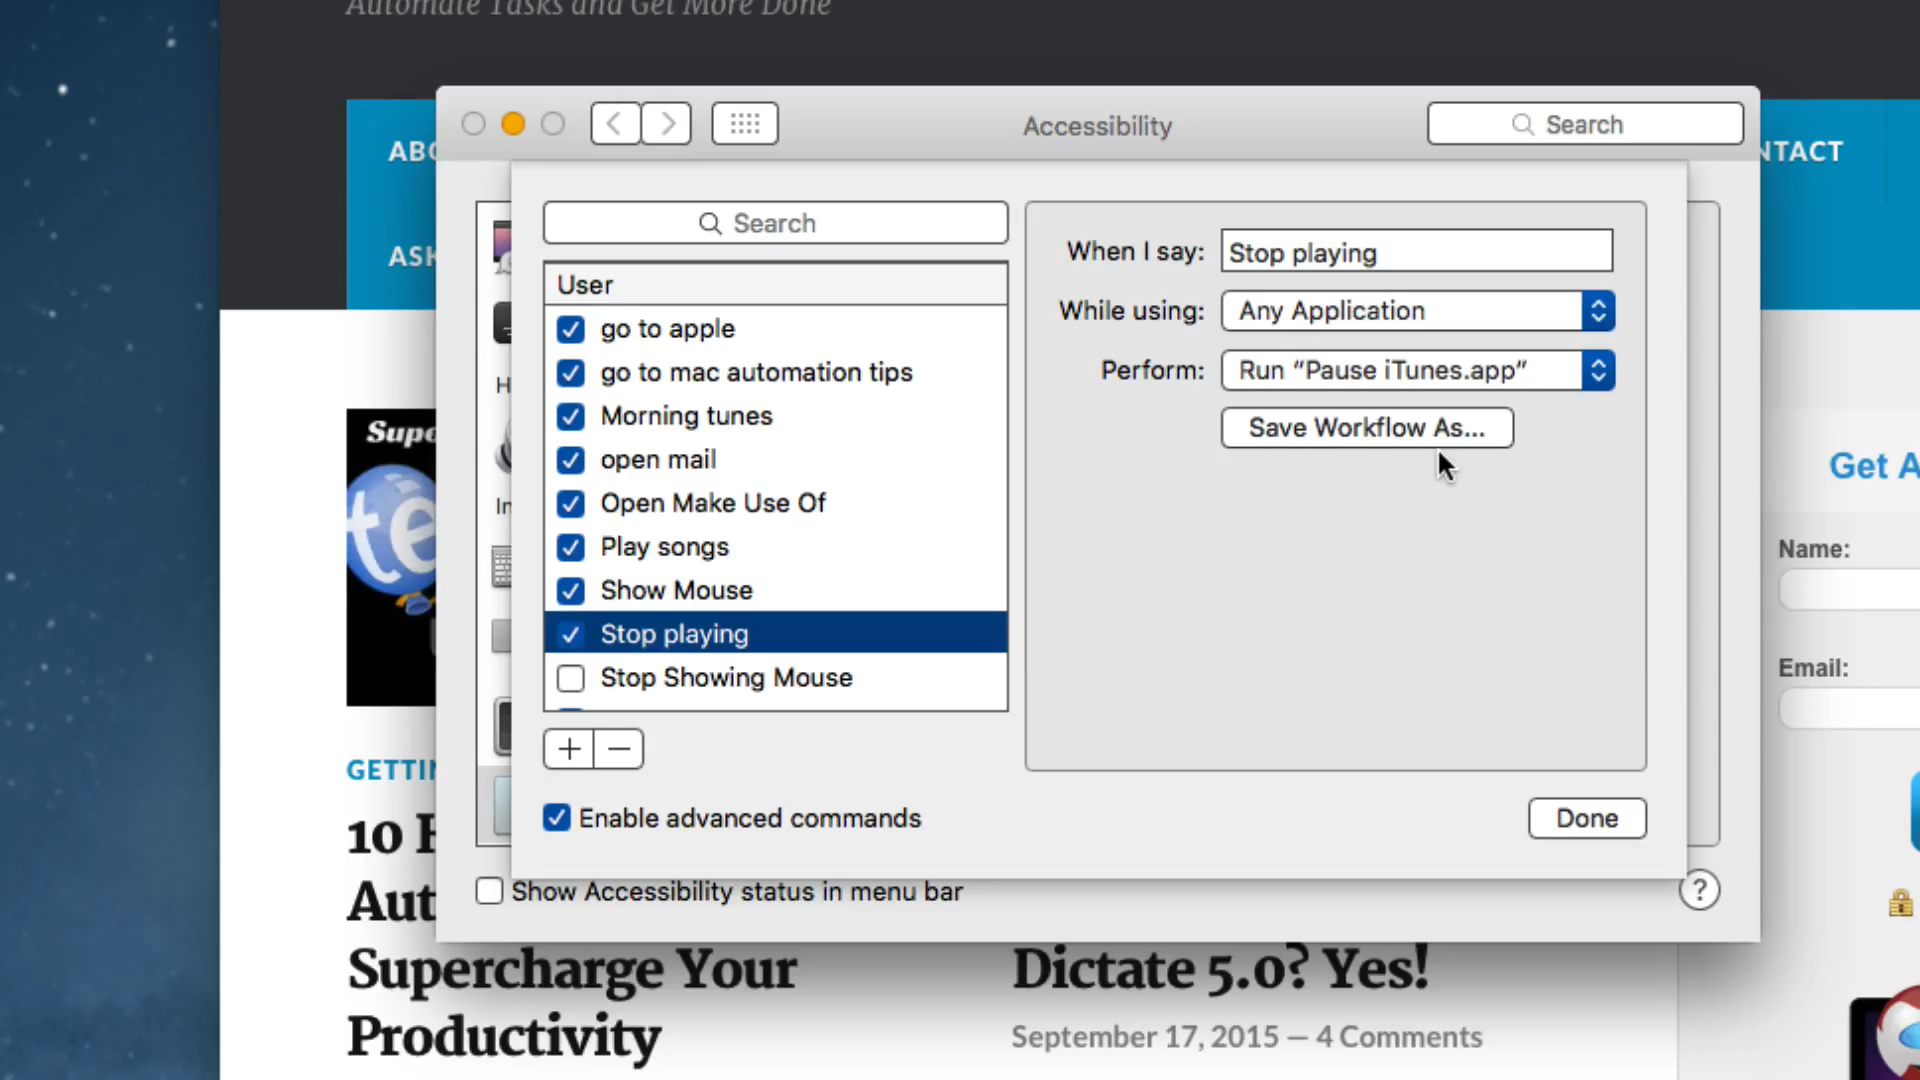 Automate Tasks and Get More Done
Accessibility
Search
ABO
NTACT
ASK
Search
User
go to apple
go to mac automation tips
Morning tunes
open mail
Open Make Use Of
Play songs
Show Mouse
Stop playing
Stop Showing Mouse
When I say: Stop playing
While using: Any Application
Perform: Run “Pause iTunes.app”
Save Workflow As...
H
In
Supe
te
Get A
Name:
Email:
+ −
Enable advanced commands
Done
Show Accessibility status in menu bar
?
GETTIN
10
Aut
Supercharge Your
Productivity
Dictate 5.0? Yes!
September 17, 2015 — 4 Comments